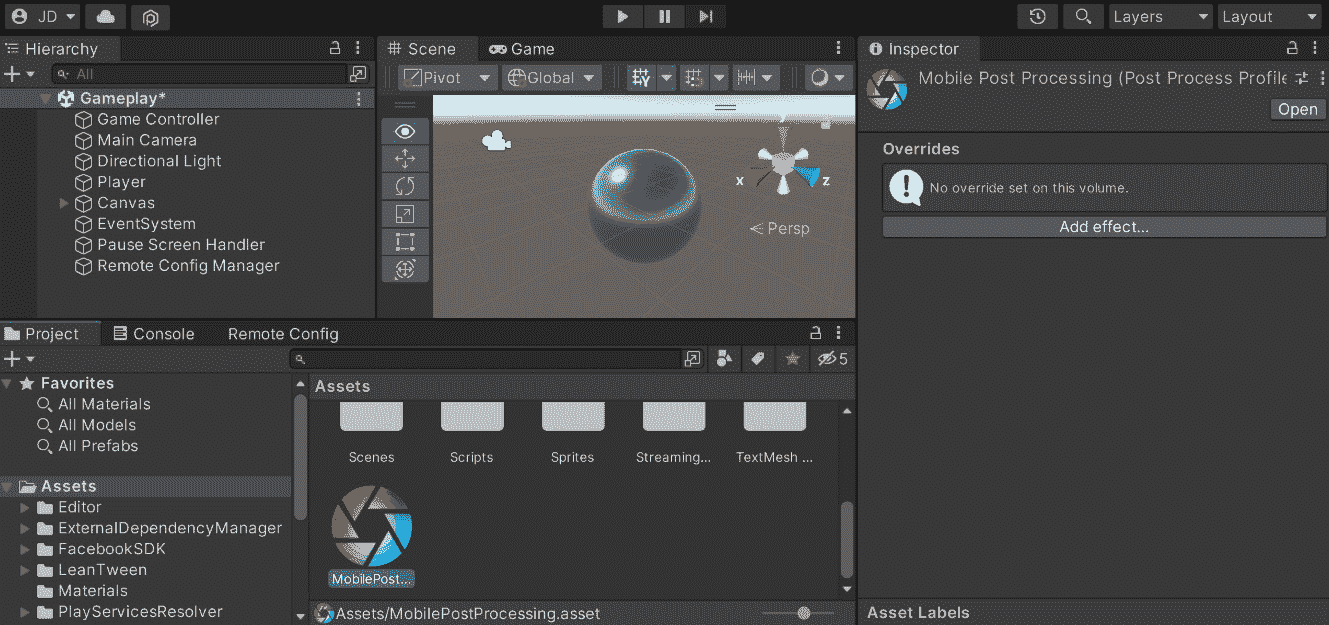 JD
Layers
Layout
Hierarchy
All
Gameplay*
Game Controller
Main Camera
Directional Light
Player
Canvas
EventSystem
Pause Screen Handler
Remote Config Manager
Scene
Game
Pivot
Global
Y
y
x
z
Persp
Inspector
Mobile Post Processing (Post Process Profile
Open
Overrides
No override set on this volume.
Add effect...
Project
Console
Remote Config
5
Favorites
All Materials
All Models
All Prefabs
Assets
Editor
ExternalDependencyManager
FacebookSDK
LeanTween
Materials
PlayServicesResolver
Assets
Scenes
Scripts
Sprites
Streaming...
TextMesh ...
MobilePost...
Assets/MobilePostProcessing.asset
Asset Labels